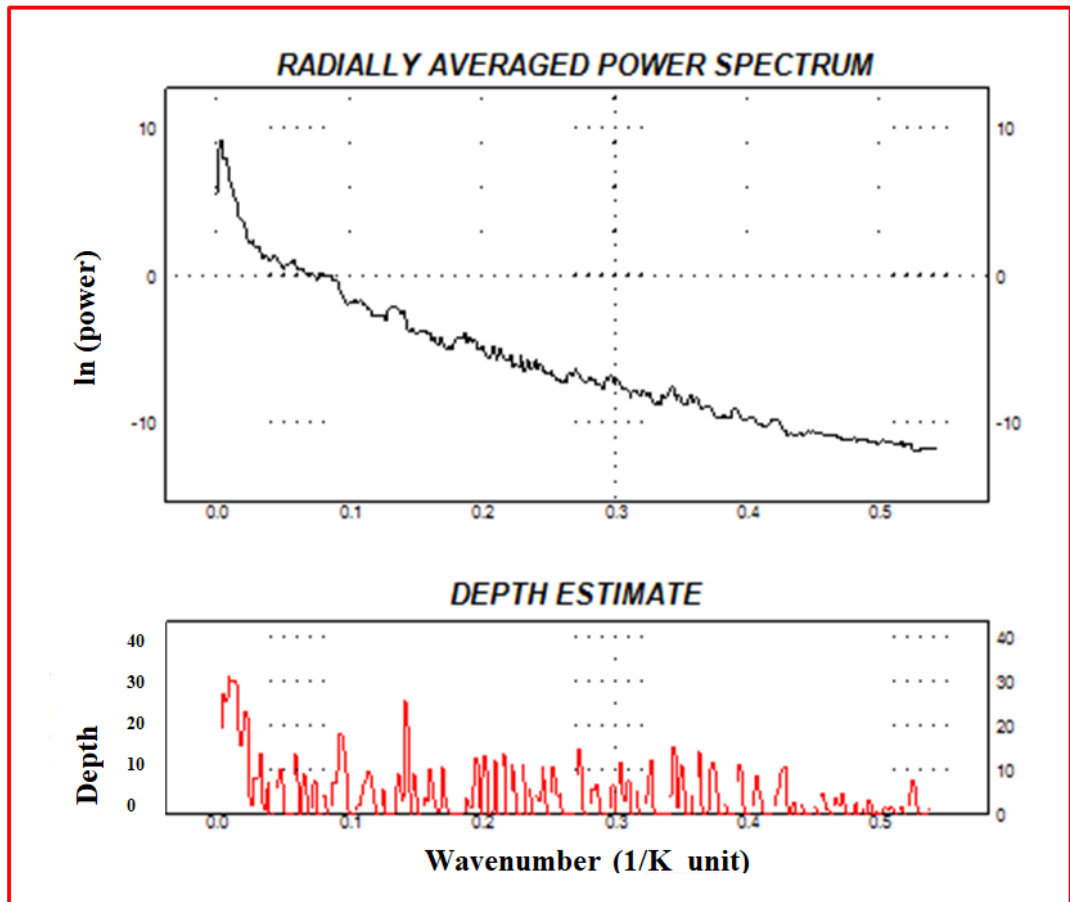 RADIALLY AVERAGED POWER SPECTRUM
10 10
0 0
-10 -10
ln (power)
0.0 0.1 0.2 0.3 0.4 0.5
DEPTH ESTIMATE
40 40
30 30
20 20
10 10
0 0
Depth
0.0 0.1 0.2 0.3 0.4 0.5
Wavenumber (1/K unit)